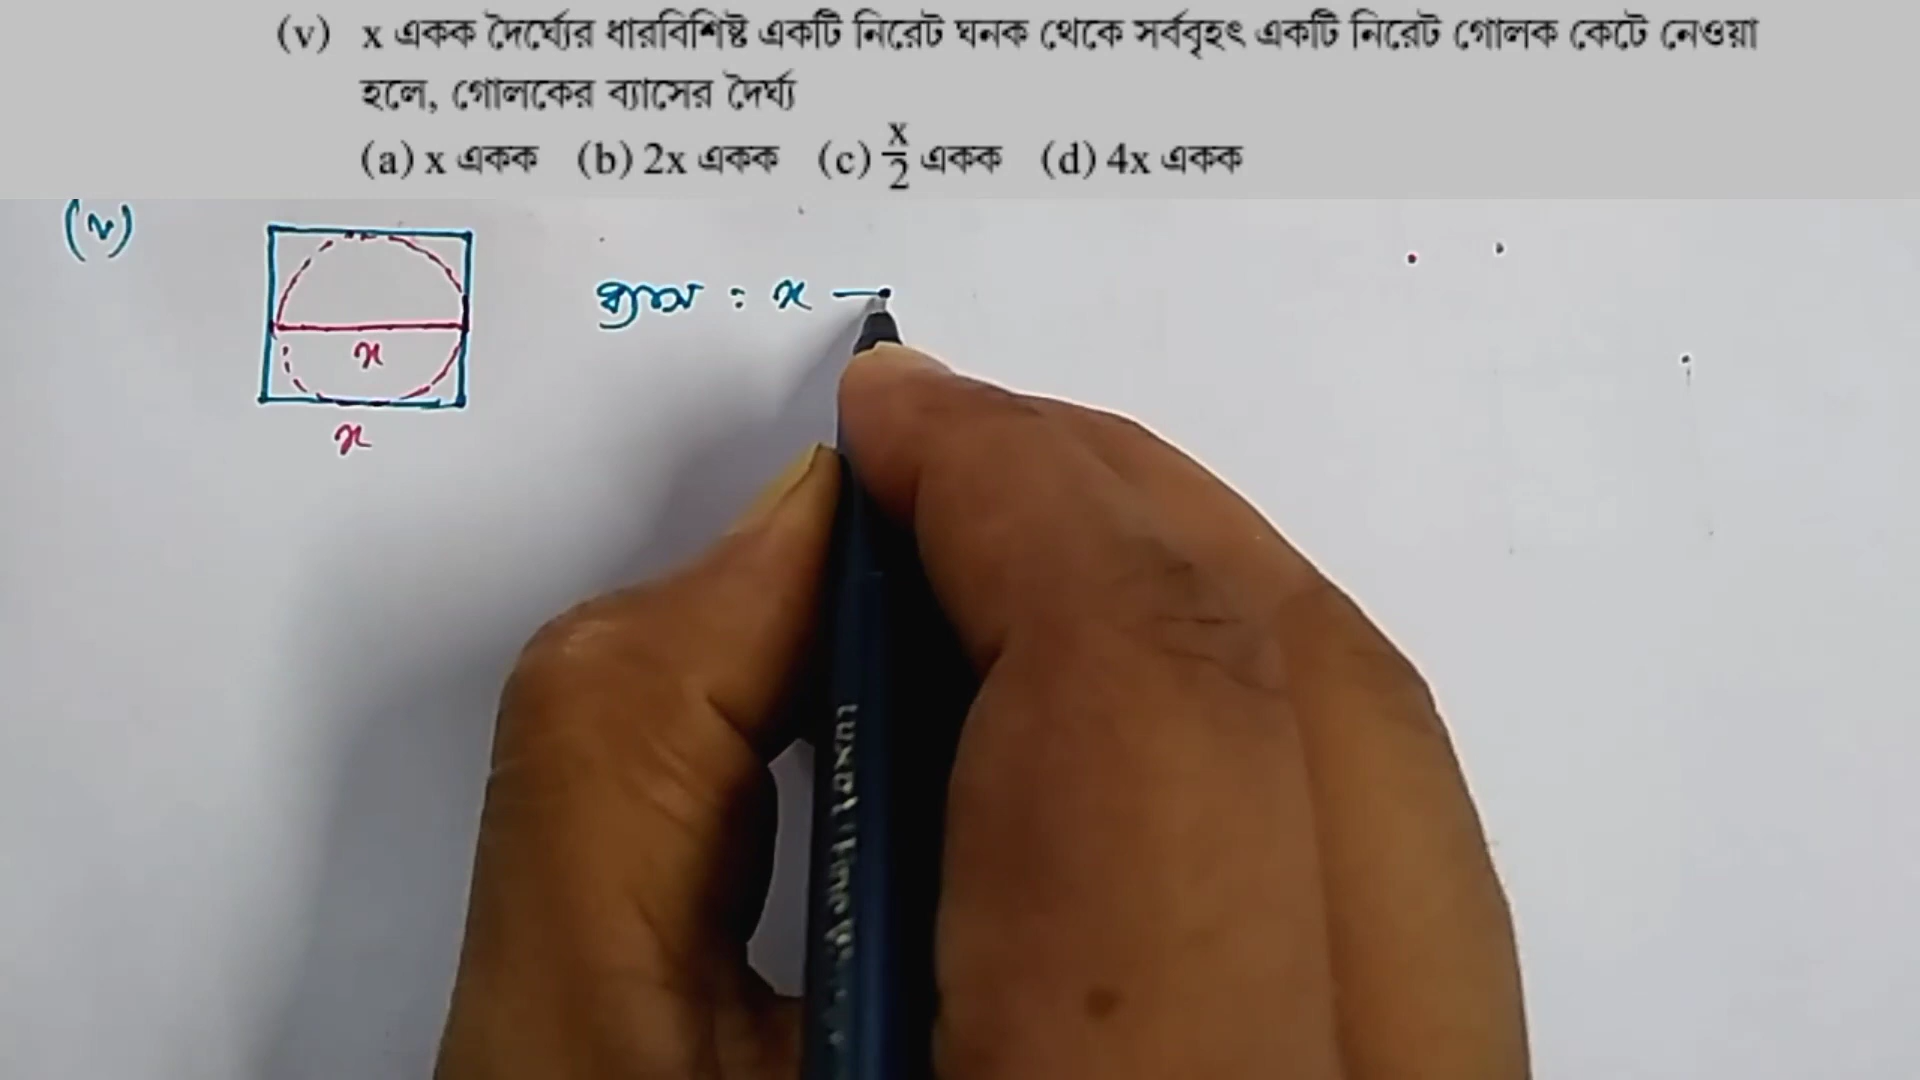 (v) x একক দৈর্ঘ্যের ধারবিশিষ্ট একটি নিরেট ঘনক থেকে সর্ববৃহৎ একটি নিরেট গোলক কেটে নেওয়া
হলে, গোলকের ব্যাসের দৈর্ঘ্য
(a) x একক (b) 2x একক (c) x/2 একক (d) 4x একক
(v)
ব্যাস : x —
x
x